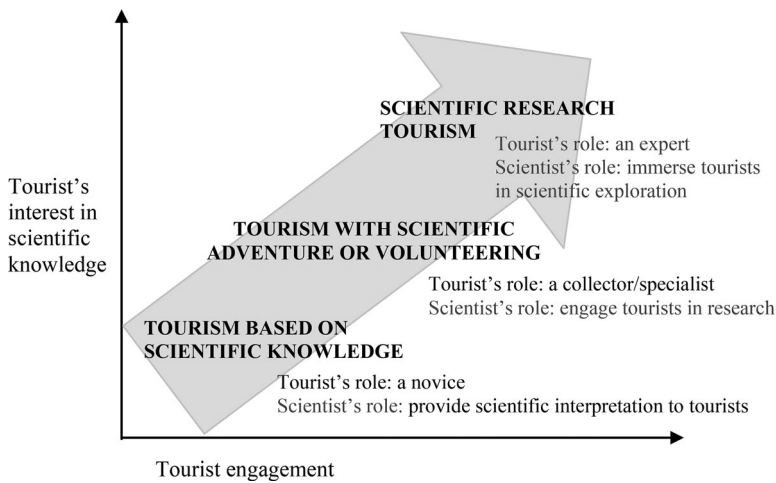 SCIENTIFIC RESEARCH
TOURISM
Tourist’s role: an expert
Scientist’s role: immerse tourists
in scientific exploration
Tourist’s
interest in
scientific
knowledge
TOURISM WITH SCIENTIFIC
ADVENTURE OR VOLUNTEERING
Tourist’s role: a collector/specialist
Scientist’s role: engage tourists in research
TOURISM BASED ON
SCIENTIFIC KNOWLEDGE
Tourist’s role: a novice
Scientist’s role: provide scientific interpretation to tourists
Tourist engagement